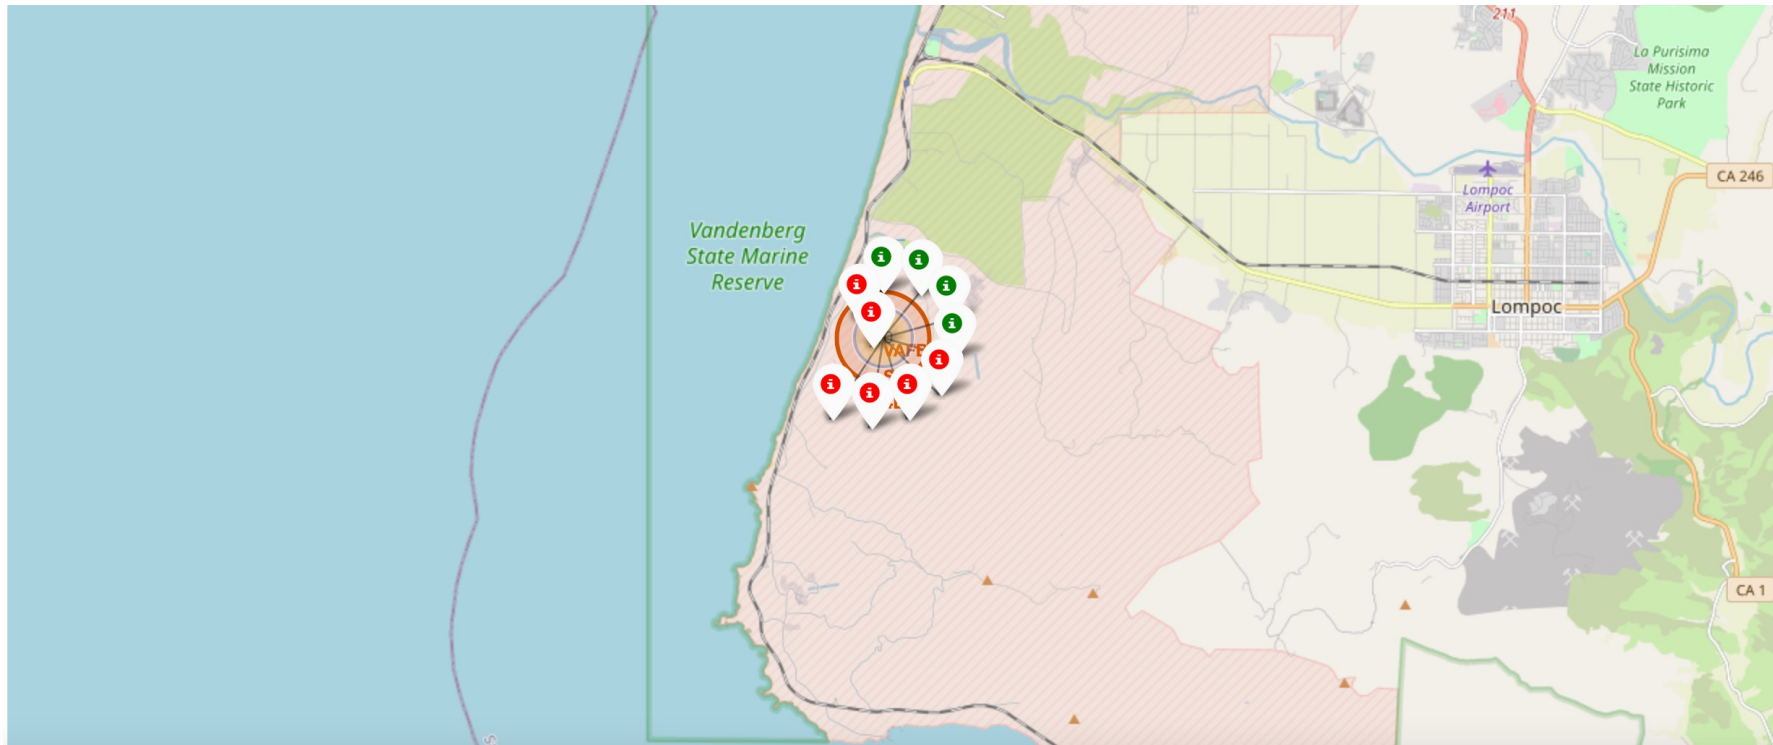 211
La Purisima
Mission
State Historic
Park
CA 246
Lompoc
Airport
Vandenberg
State Marine
Reserve
Lompoc
CA 1